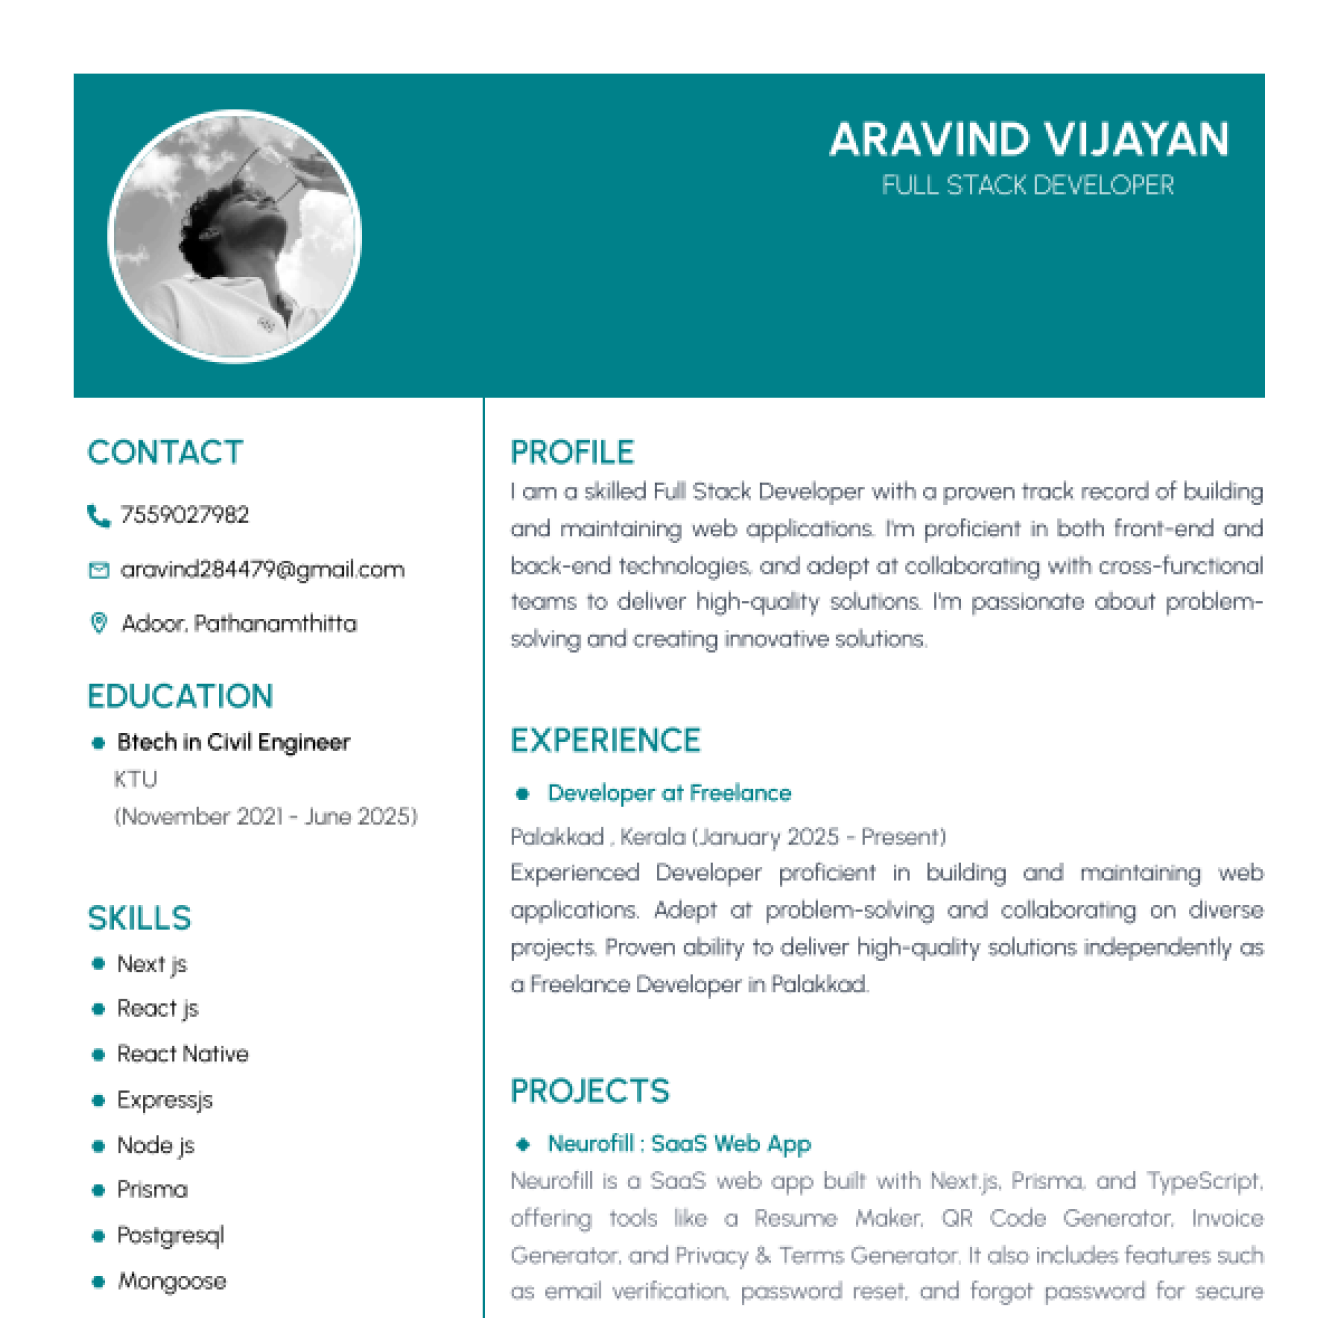 ARAVIND VIJAYAN
FULL STACK DEVELOPER
CONTACT
7559027982
aravind284479@gmail.com
Adoor, Pathanamthitta
EDUCATION
Btech in Civil Engineer
KTU
(November 2021 - June 2025)
SKILLS
Next js
React js
React Native
Expressjs
Node js
Prisma
Postgresql
Mongoose
PROFILE
I am a skilled Full Stack Developer with a proven track record of building
and maintaining web applications. I'm proficient in both front-end and
back-end technologies, and adept at collaborating with cross-functional
teams to deliver high-quality solutions. I'm passionate about problem-
solving and creating innovative solutions.
EXPERIENCE
Developer at Freelance
Palakkad , Kerala (January 2025 - Present)
Experienced Developer proficient in building and maintaining web
applications. Adept at problem-solving and collaborating on diverse
projects. Proven ability to deliver high-quality solutions independently as
a Freelance Developer in Palakkad.
PROJECTS
Neurofill : SaaS Web App
Neurofill is a SaaS web app built with Next.js, Prisma, and TypeScript,
offering tools like a Resume Maker, QR Code Generator, Invoice
Generator, and Privacy & Terms Generator. It also includes features such
as email verification, password reset, and forgot password for secure